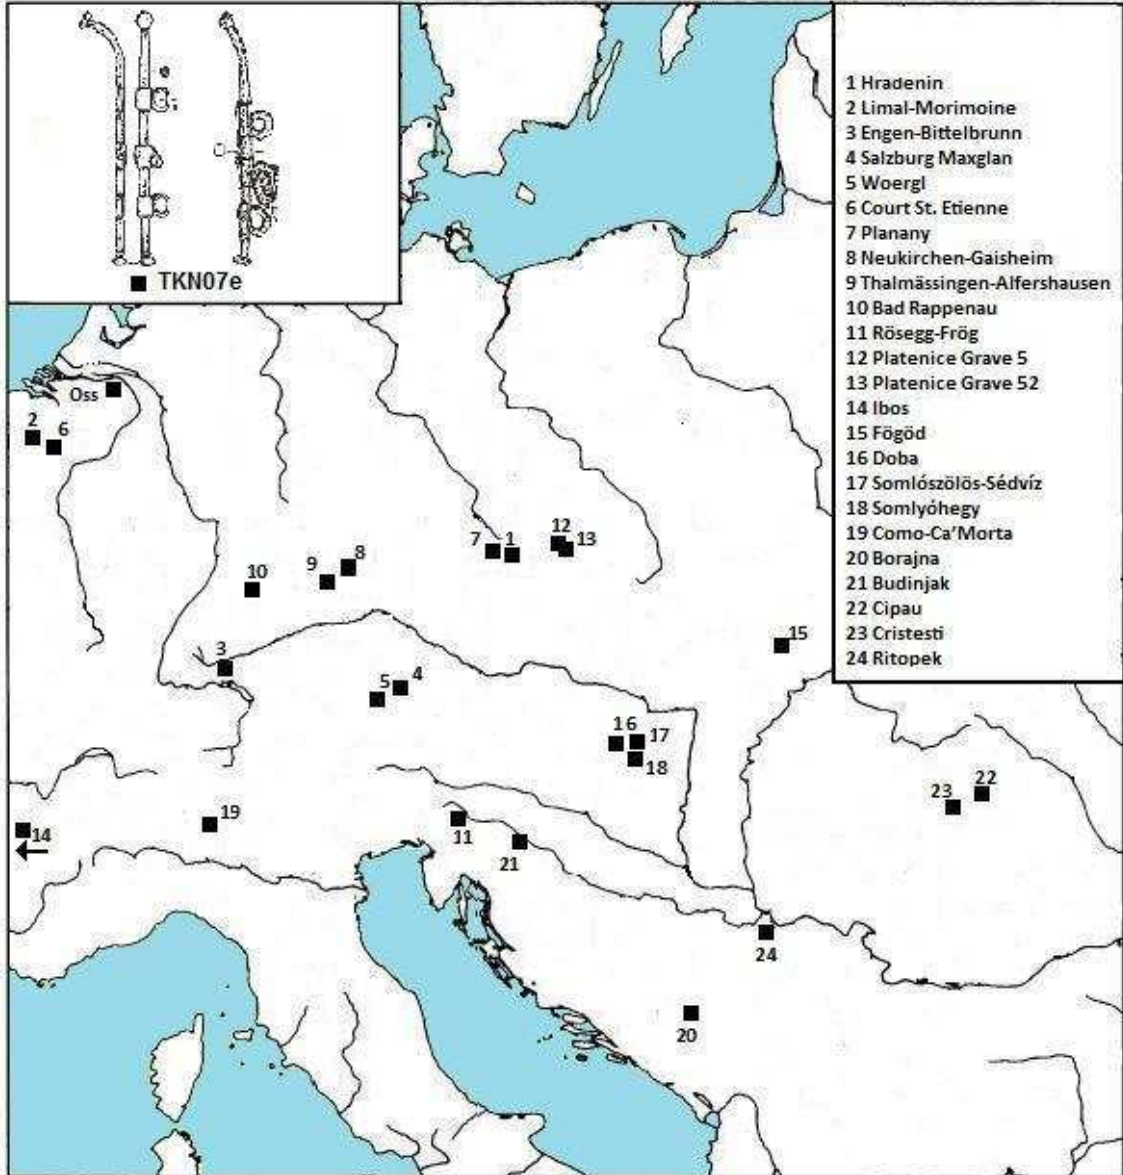 TKN07e
1 Hradenin
2 Limal-Morimoine
3 Engen-Bittelbrunn
4 Salzburg Maxglan
5 Woergl
6 Court St. Etienne
7 Planany
8 Neukirchen-Gaisheim
9 Thalmässingen-Alfershausen
10 Bad Rappenau
11 Rösegg-Frög
12 Platenice Grave 5
13 Platenice Grave 52
14 Ibos
15 Fögöd
16 Doba
17 Somlószölös-Sédvíz
18 Somlyóhegy
19 Como-Ca'Morta
20 Borajna
21 Budinjak
22 Cipau
23 Cristesti
24 Ritopek
Oss
2
6
12
7 1
13
8
9
10
15
3
4
5
16
17
18
22
23
19
11
14
21
24
20